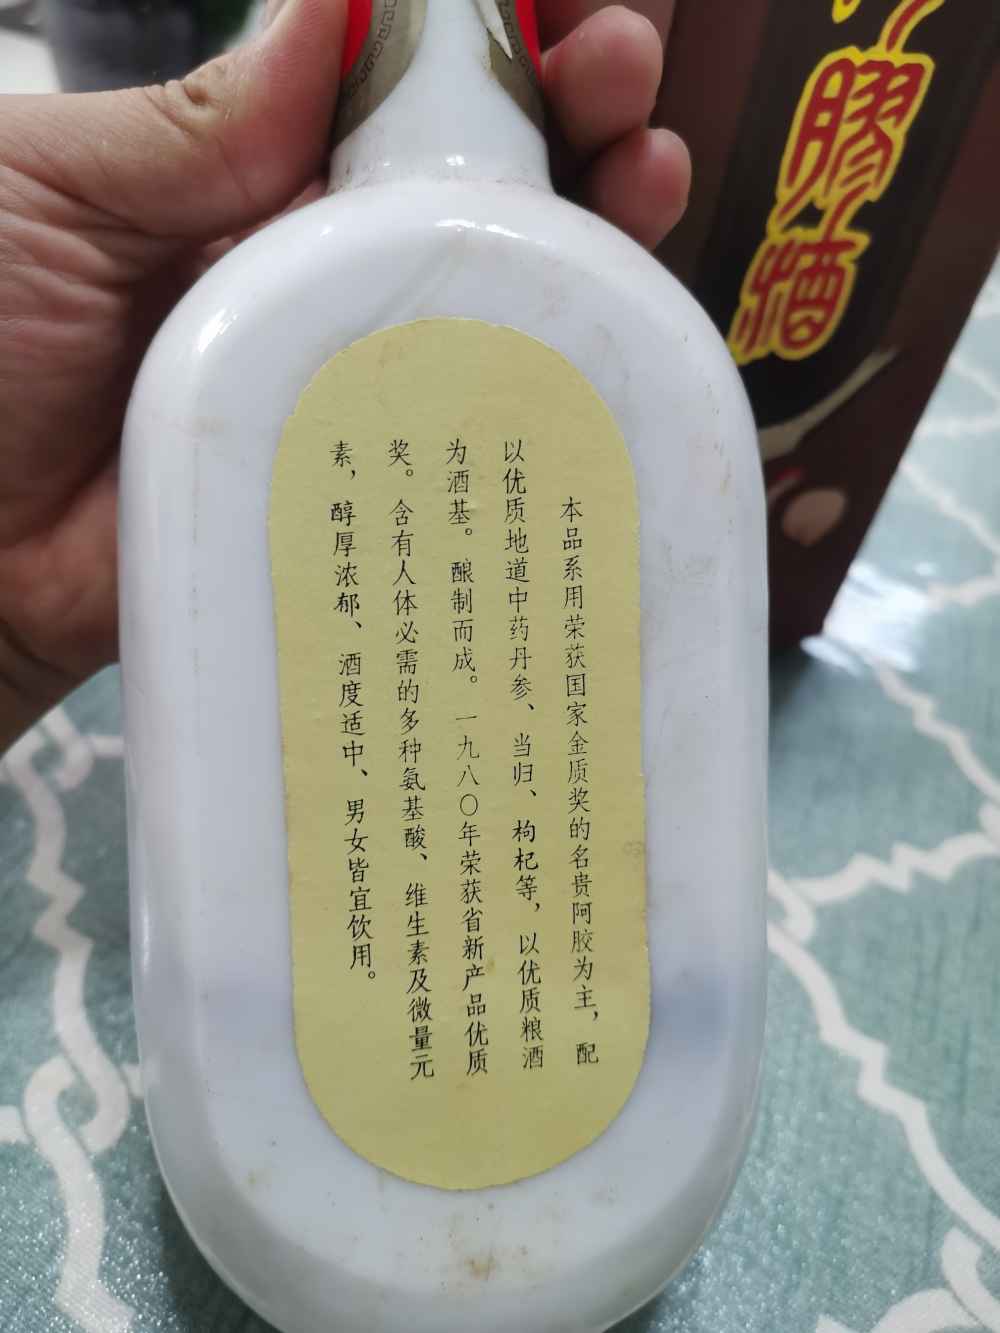 本品系用荣获国家金质奖的名贵阿胶为主，配
以优质地道中药丹参、当归、枸杞等，以优质粮酒
为酒基。酿制而成。一九八〇年荣获省新产品优质
奖。含有人体必需的多种氨基酸、维生素及微量元
素，醇厚浓郁、酒度适中、男女皆宜饮用。
膠酒